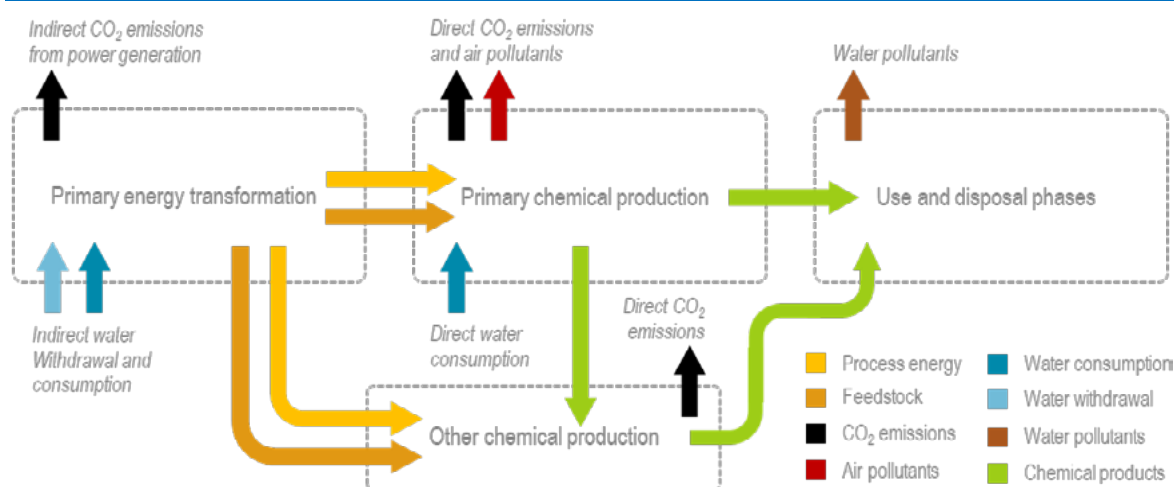 Indirect CO₂ emissions
from power generation
Direct CO₂ emissions
and air pollutants
Water pollutants
Primary energy transformation
Primary chemical production
Use and disposal phases
Indirect water
Withdrawal and
consumption
Direct water
consumption
Direct CO₂
emissions
Other chemical production
Process energy
Feedstock
CO₂ emissions
Air pollutants
Water consumption
Water withdrawal
Water pollutants
Chemical products